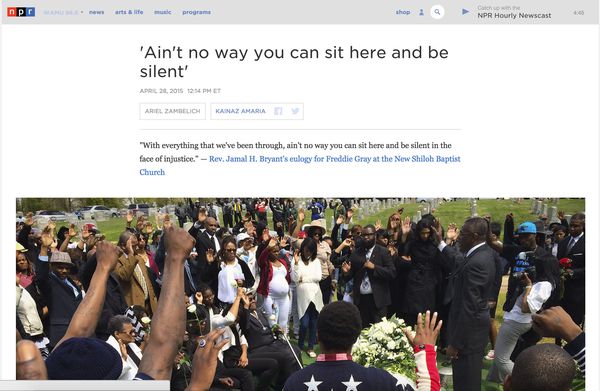 npr WAMU 88.5 news arts & life music programs shop Catch up with the
NPR Hourly Newscast 4:45
'Ain't no way you can sit here and be
silent'
APRIL 28, 2015 12:14 PM ET
ARIEL ZAMBELICH KAINAZ AMARIA
"With everything that we've been through, ain't no way you can sit here and be silent in the
face of injustice." — Rev. Jamal H. Bryant's eulogy for Freddie Gray at the New Shiloh Baptist
Church